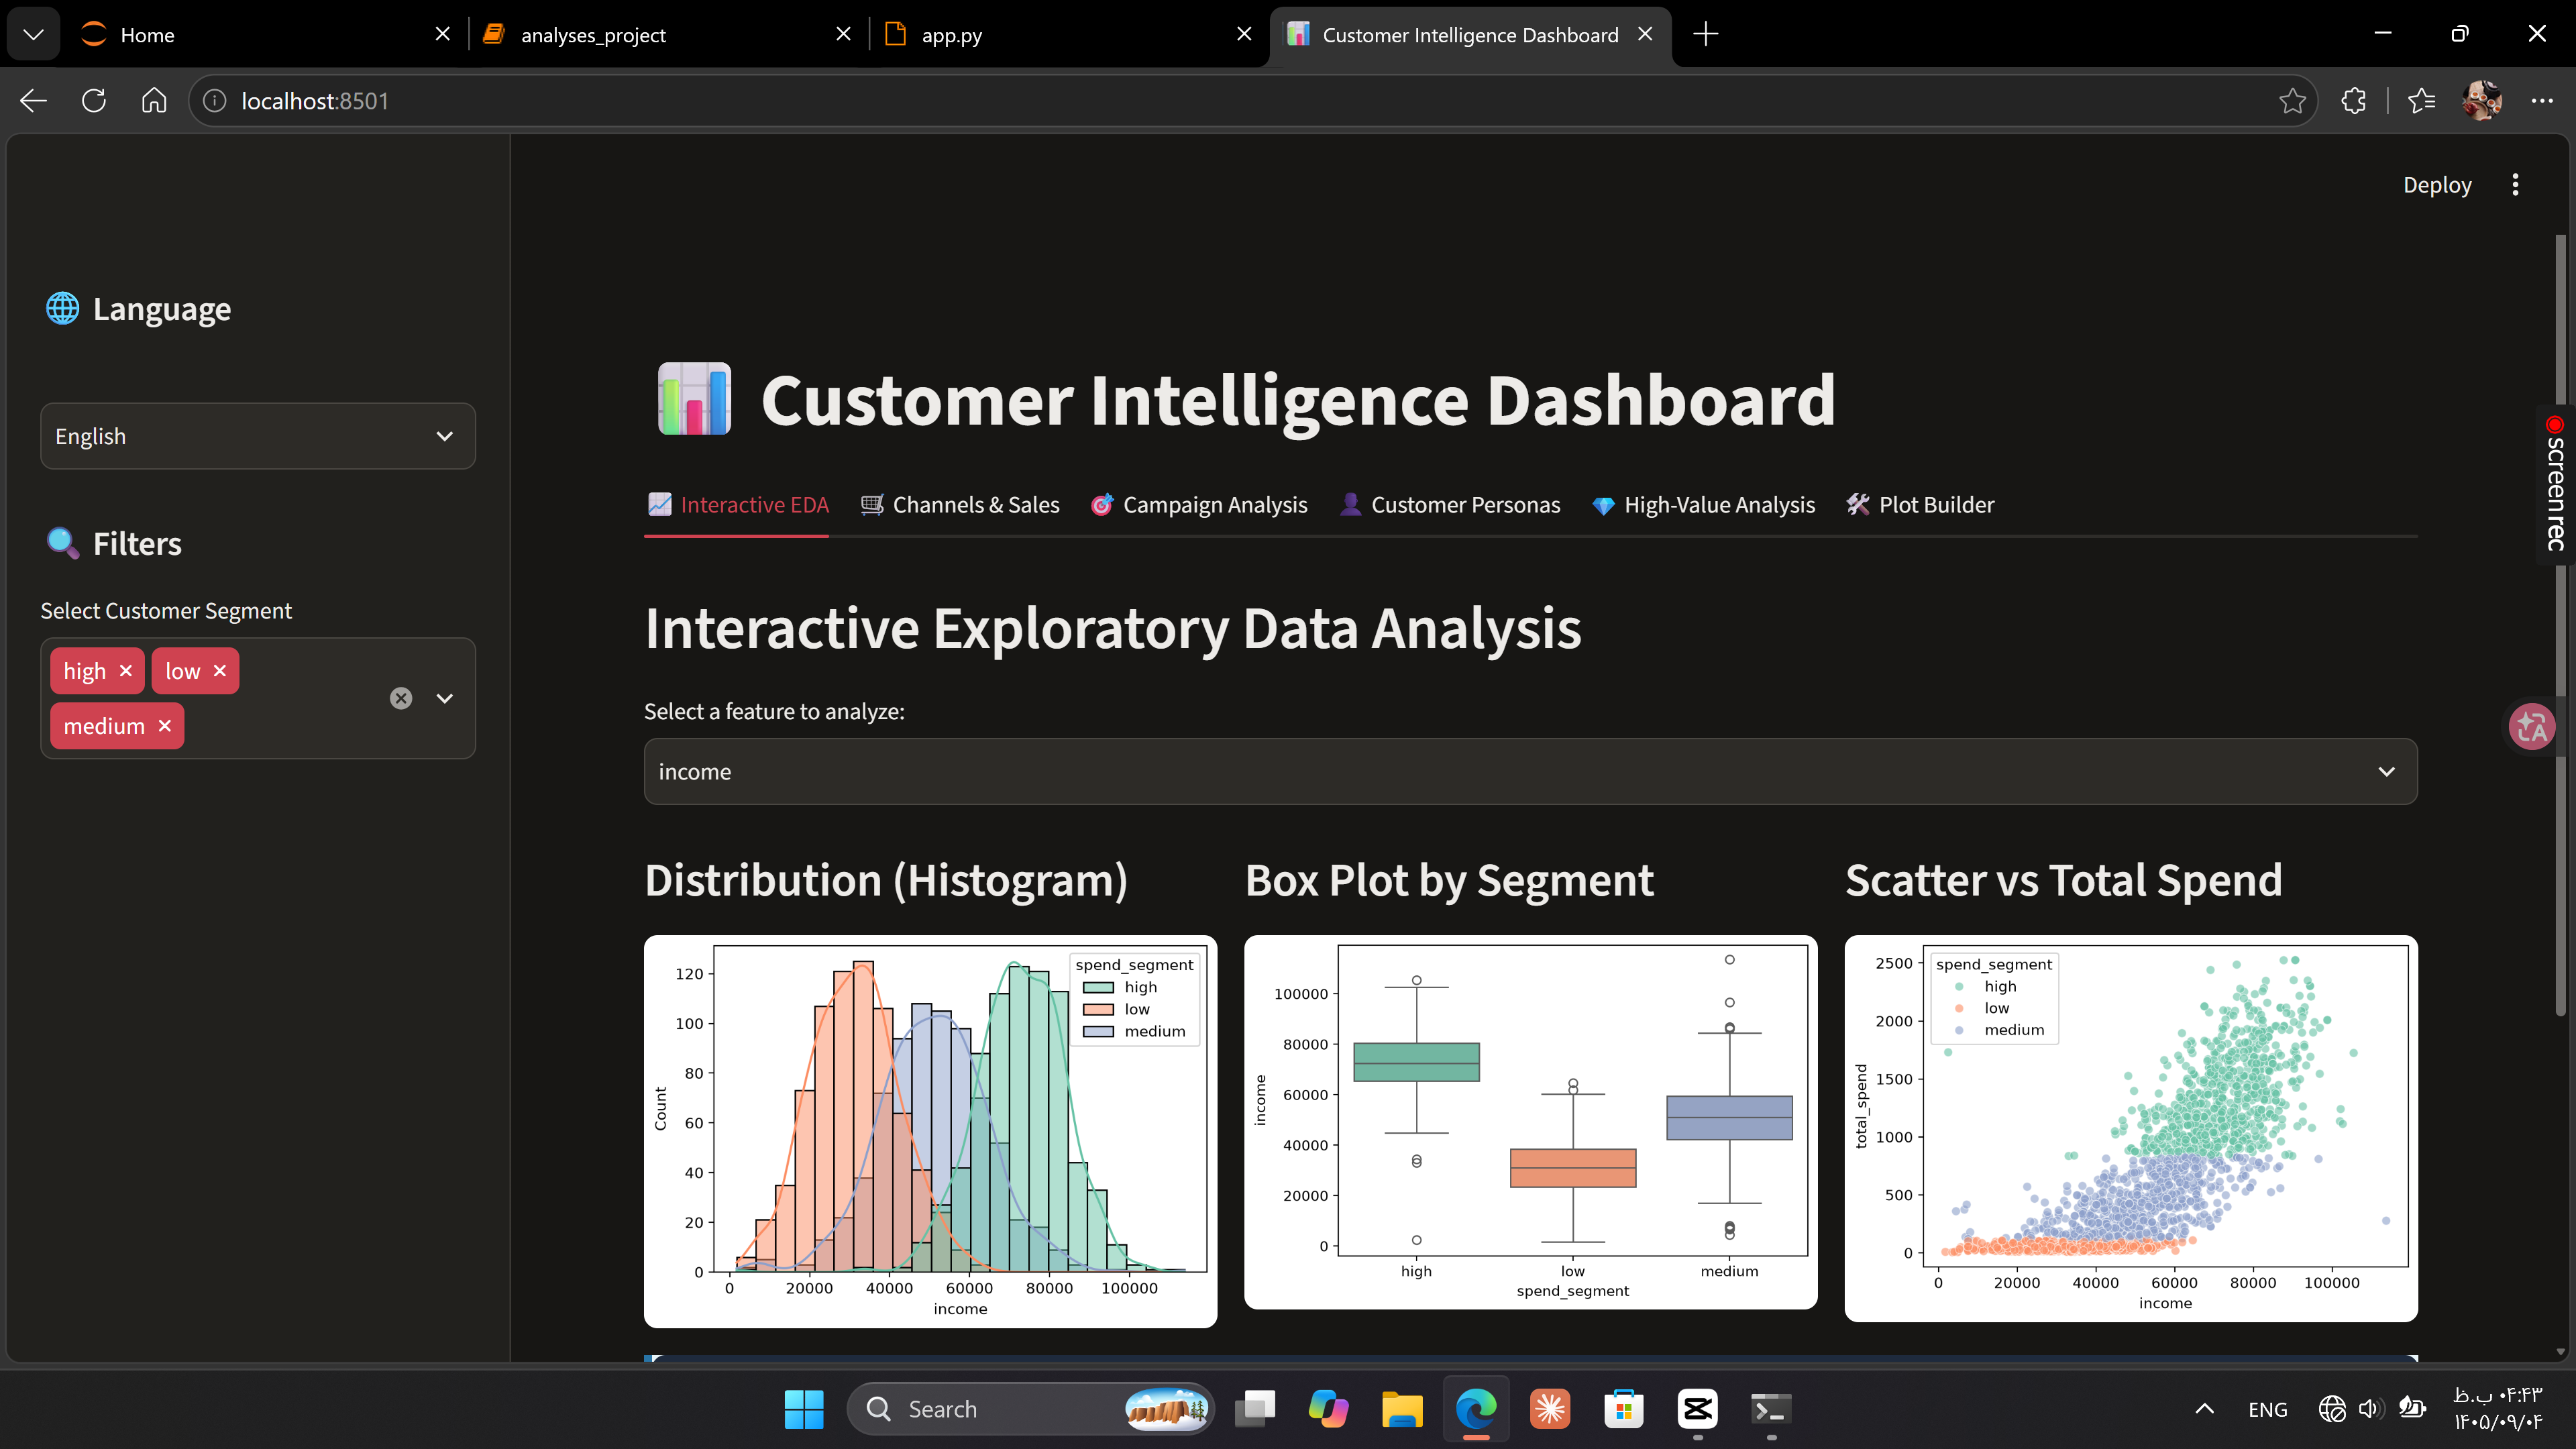 Home
analyses_project
app.py
Customer Intelligence Dashboard
localhost:8501
Deploy
Language
English
Filters
Select Customer Segment
high
low
medium
Customer Intelligence Dashboard
Interactive EDA
Channels & Sales
Campaign Analysis
Customer Personas
High-Value Analysis
Plot Builder
Interactive Exploratory Data Analysis
Select a feature to analyze:
income
Distribution (Histogram)
120
100
80
60
40
20
0
Count
0
20000
40000
60000
80000
100000
income
spend_segment
high
low
medium
Box Plot by Segment
100000
80000
60000
40000
20000
0
income
high
low
medium
spend_segment
Scatter vs Total Spend
2500
2000
1500
1000
500
0
total_spend
spend_segment
high
low
medium
0
20000
40000
60000
80000
100000
income
screenrec
Search
ENG
۰۴:۴۳ ب.ظ
۱۴۰۵/۰۹/۰۴